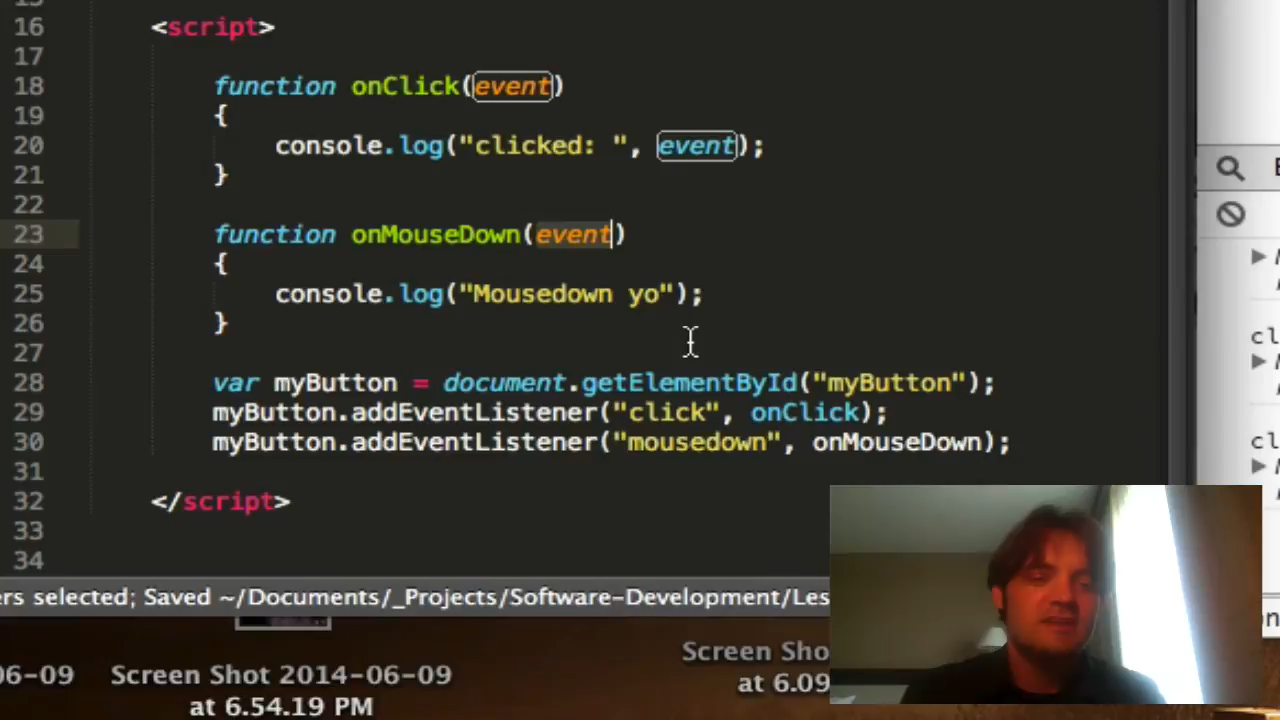 16 <script>
17
18 function onClick(event)
19 {
20 console.log("clicked: ", event);
21 }
22
23 function onMouseDown(event)
24 {
25 console.log("Mousedown yo");
26 }
27
28 var myButton = document.getElementById("myButton");
29 myButton.addEventListener("click", onClick);
30 myButton.addEventListener("mousedown", onMouseDown);
31
32 </script>
33
34
cl
cl
ers selected; Saved ~/Documents/_Projects/Software-Development/Les
on
06-09
Screen Shot 2014-06-09
at 6.54.19 PM
Screen Sho
at 6.09